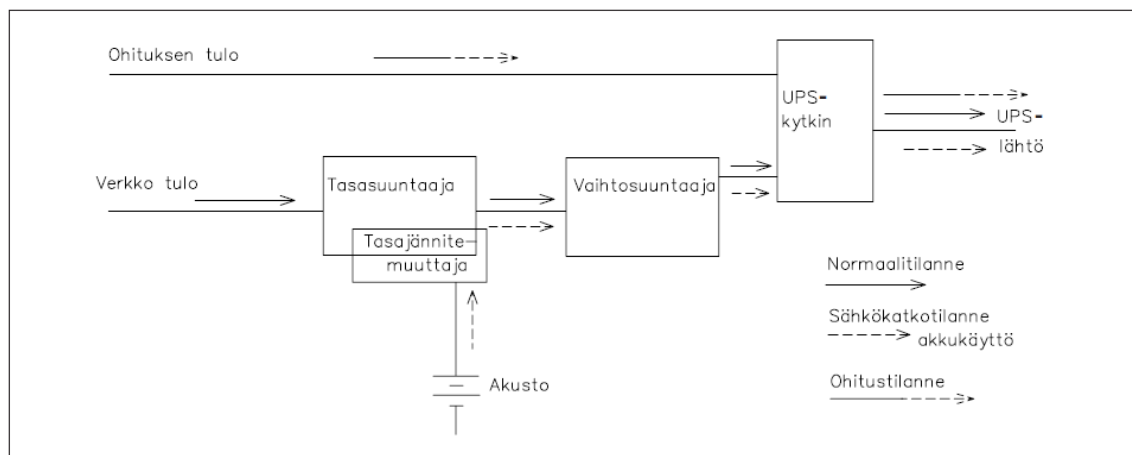 Ohituksen tulo
UPS-
kytkin
UPS-
lähtö
Verkko tulo
Tasasuuntaaja
Vaihtosuuntaaja
Tasajännite-
muuttaja
Akusto
Normaalitilanne
Sähkökatkotilanne
akkukäyttö
Ohitustilanne